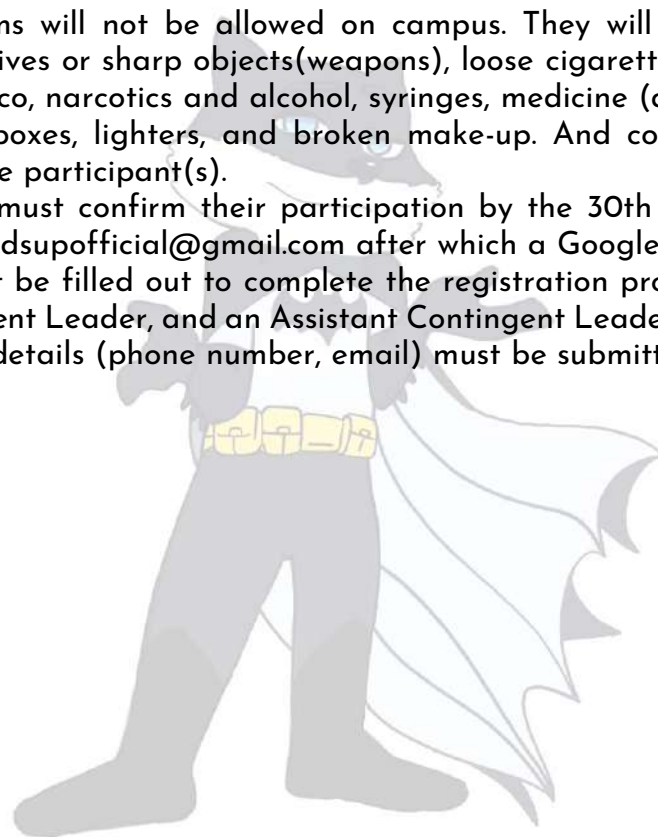 ns will not be allowed on campus. They will
ives or sharp objects(weapons), loose cigarett
co, narcotics and alcohol, syringes, medicine (
boxes, lighters, and broken make-up. And co
e participant(s).
must confirm their participation by the 30th
dsupofficial@gmail.com after which a Google
t be filled out to complete the registration pro
ent Leader, and an Assistant Contingent Leade
details (phone number, email) must be submitt